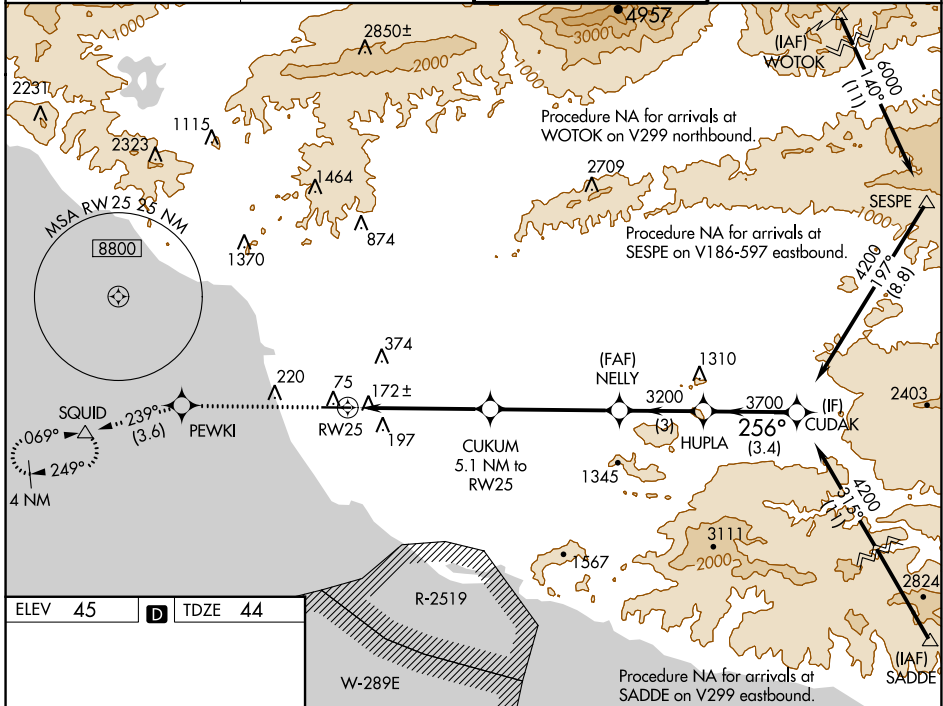 4957
3000
2850±
2000
1000
1000
(IAF)
WOTOK
6000
140°
(11)
2231
2323
1115
Procedure NA for arrivals at
WOTOK on V299 northbound.
1464
2709
874
1370
SESPE
1000
MSA RW 25 25 NM
8800
Procedure NA for arrivals at
SESPE on V186-597 eastbound.
4200
197°
(8.8)
374
(FAF)
NELLY
1310
220
75
172±
3200
3700
(IF)
CUDAK
2403
SQUID
239°
(3.6)
PEWKI
RW25
197
(3)
HUPLA
256°
(3.4)
069°
249°
4 NM
CUKUM
5.1 NM to
RW25
1345
4200
315°
(11)
3111
2000
1567
2824
R-2519
ELEV 45
D
TDZE 44
W-289E
Procedure NA for arrivals at
SADDE on V299 eastbound.
(IAF)
SADDE